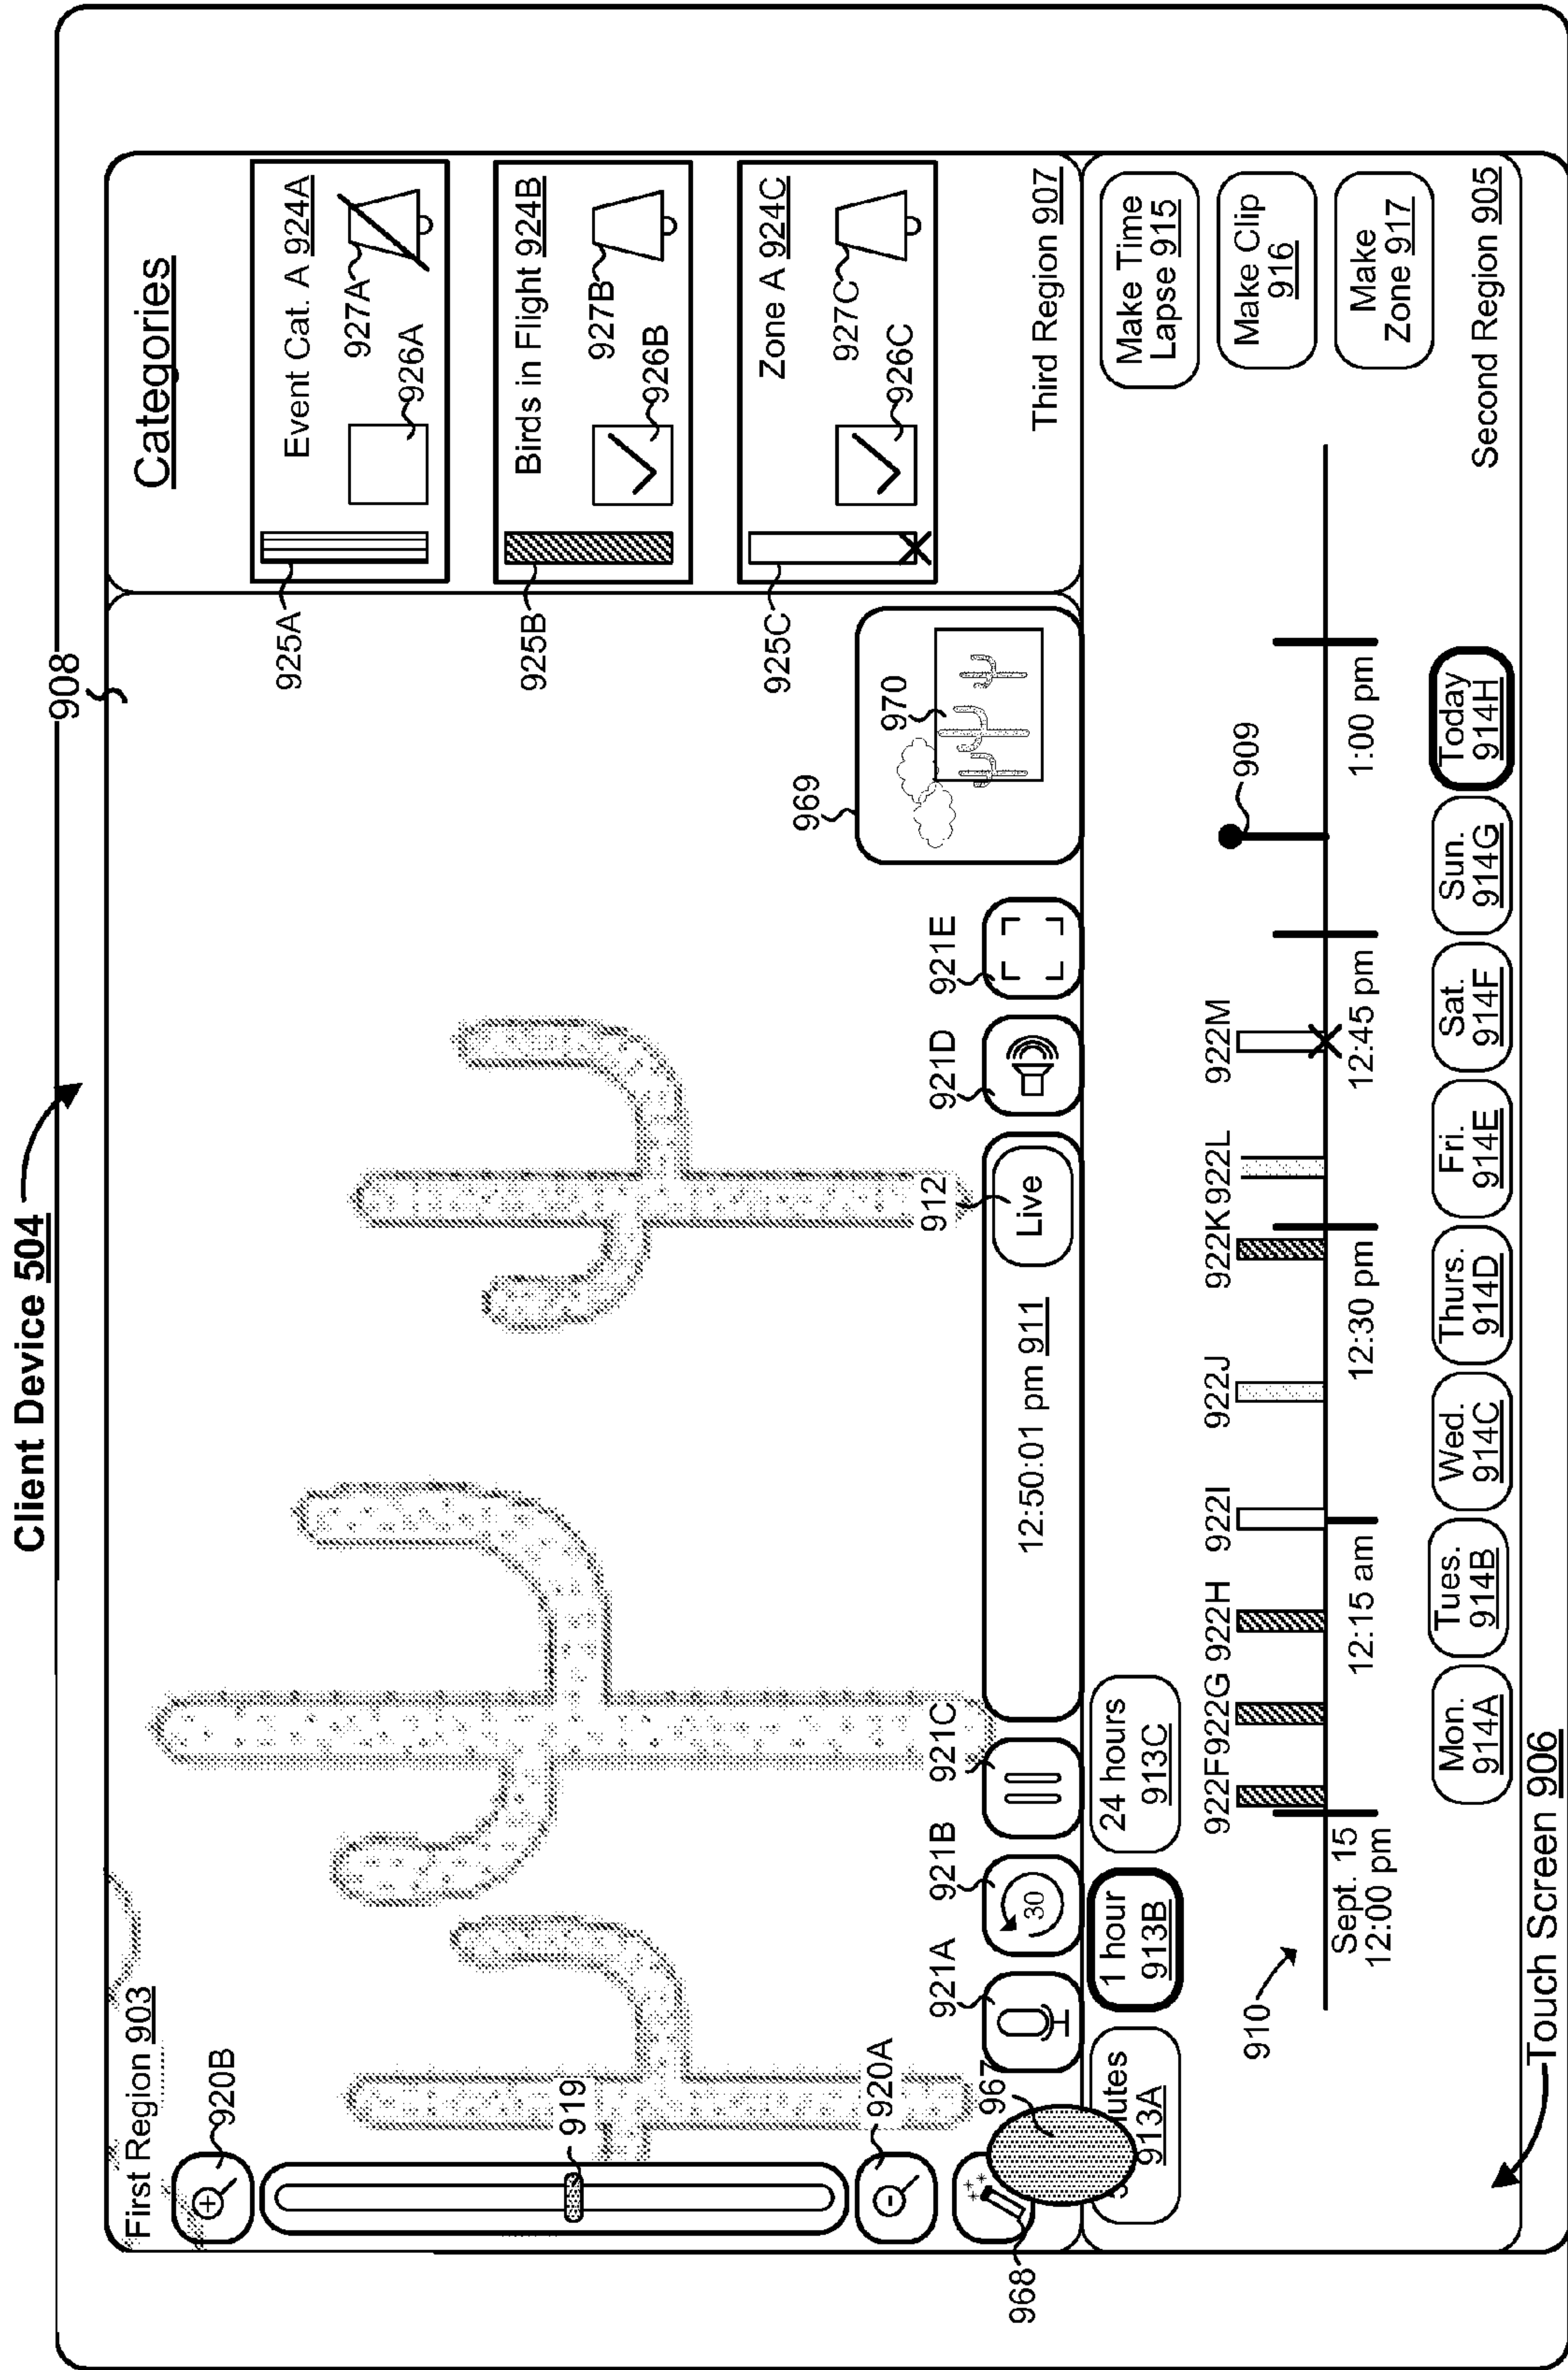 Client Device 504
908
First Region 903
920B
919
920A
968
967
921A
921B
30
921C
12:50:01 pm 911
912
Live
921D
921E
969
970
Categories
925A
Event Cat. A 924A
927A
926A
925B
Birds in Flight 924B
927B
926B
925C
Zone A 924C
927C
926C
Third Region 907
913A
1 hour
913B
24 hours
913C
Make Time
Lapse 915
Make Clip
916
Make
Zone 917
910
922F
922G
922H
922I
922J
922K
922L
922M
909
Sept. 15
12:00 pm
12:15 am
12:30 pm
12:45 pm
1:00 pm
Mon.
914A
Tues.
914B
Wed.
914C
Thurs.
914D
Fri.
914E
Sat.
914F
Sun.
914G
Today
914H
Second Region 905
Touch Screen 906